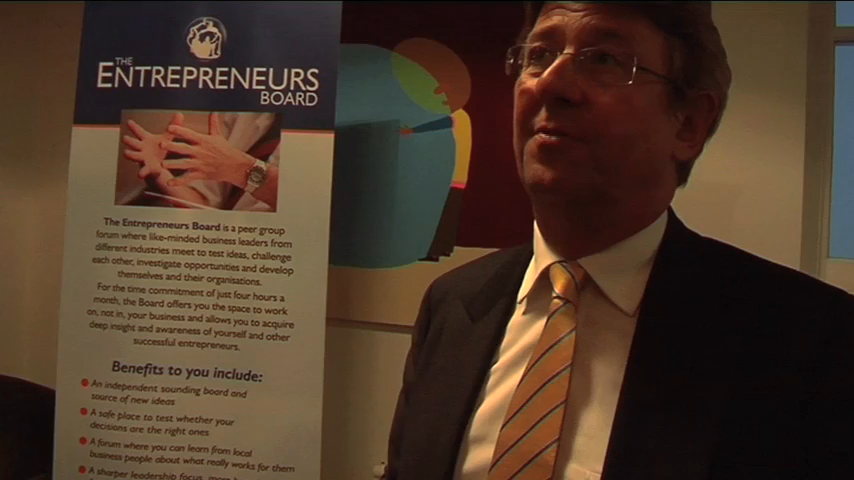 THE
ENTREPRENEURS
BOARD
The Entrepreneurs Board is a peer group
forum where like-minded business leaders from
different industries meet to test ideas, challenge
each other, investigate opportunities and develop
themselves and their organisations.
For the time commitment of just four hours a
month, the Board offers you the space to work
on, not in, your business and allows you to acquire
deep insight and awareness of yourself and other
successful entrepreneurs.
Benefits to you include:
An independent sounding board and
source of new ideas
A safe place to test whether your
decisions are the right ones
A forum where you can learn from local
business people about what really works for them
A sharper leadership focus, more